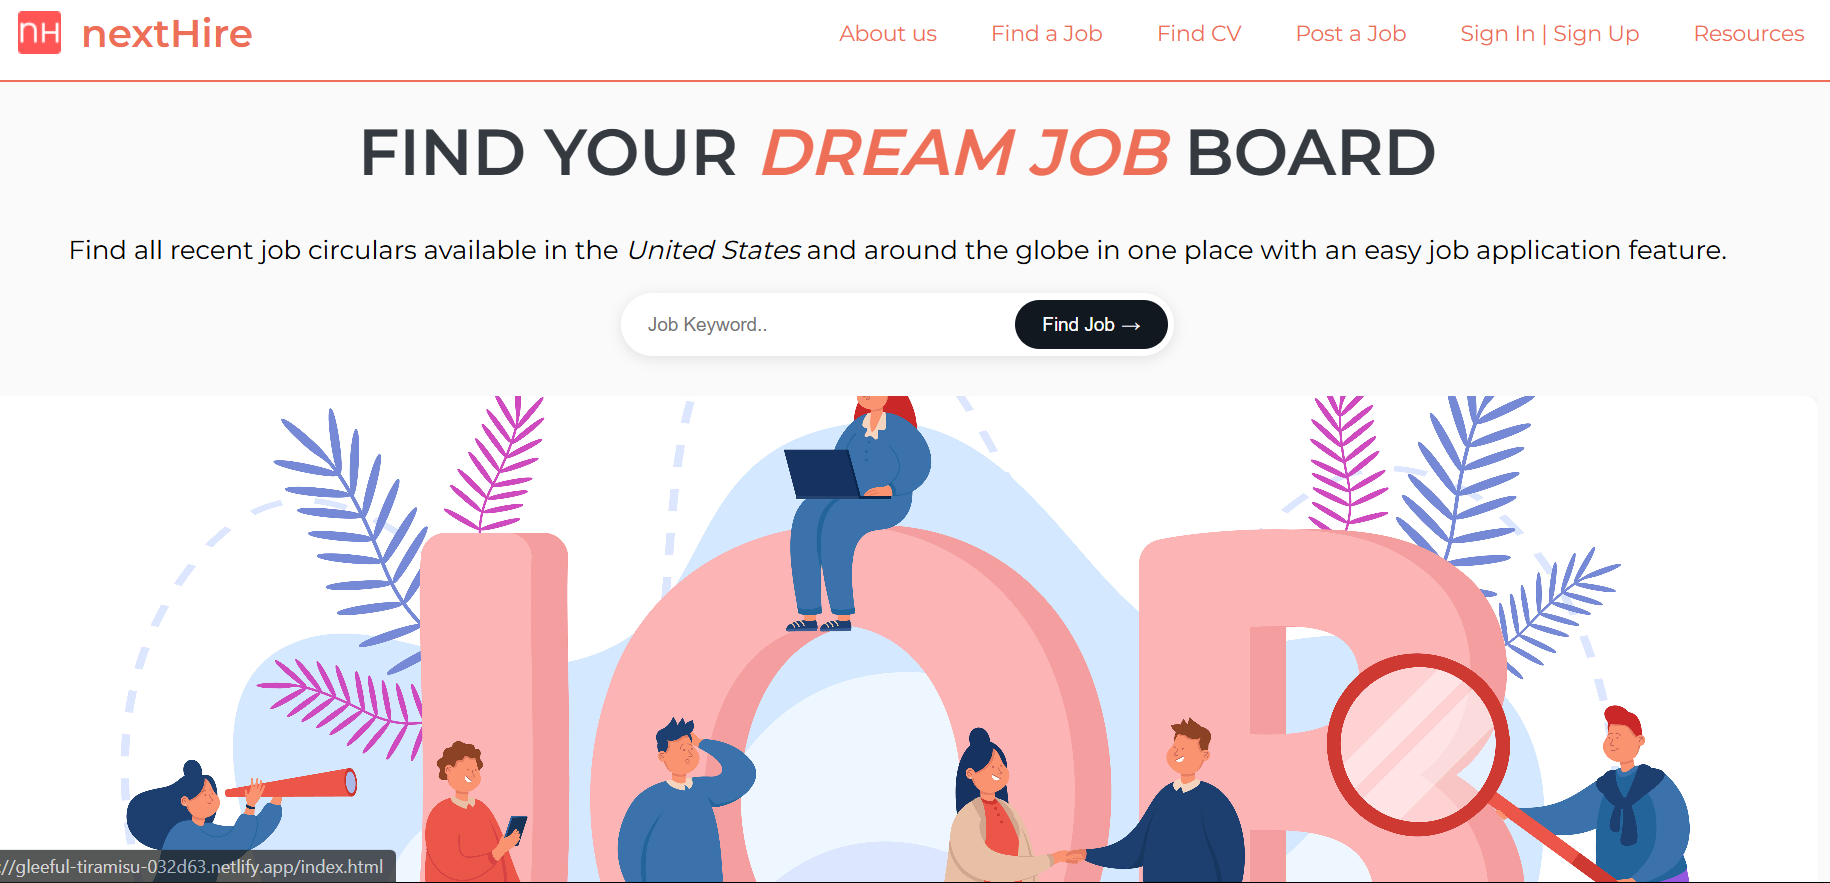 nH nextHire About us Find a Job Find CV Post a Job Sign In | Sign Up Resources
FIND YOUR DREAM JOB BOARD
Find all recent job circulars available in the United States and around the globe in one place with an easy job application feature.
Job Keyword.. Find Job →
JOB
://gleeful-tiramisu-032d63.netlify.app/index.html